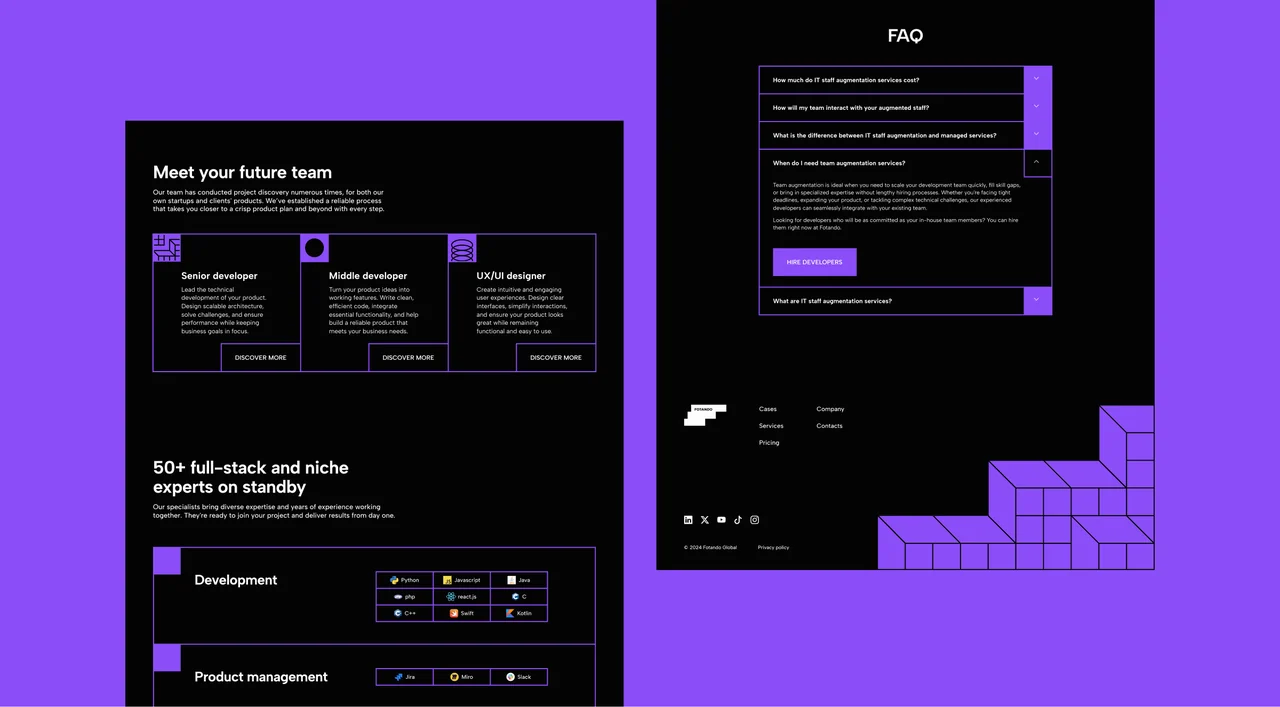 Meet your future team
Our team has conducted project discovery numerous times, for both our
own startups and clients' products. We've established a reliable process
that takes you closer to a crisp product plan and beyond with every step.
Senior developer
Lead the technical
development of your product.
Design scalable architecture,
solve challenges, and ensure
performance while keeping
business goals in focus.
DISCOVER MORE
Middle developer
Turn your product ideas into
working features. Write clean,
efficient code, integrate
essential functionality, and help
build a reliable product that
meets your business needs.
DISCOVER MORE
UX/UI designer
Create intuitive and engaging
user experiences. Design clear
interfaces, simplify interactions,
and ensure your product looks
great while remaining
functional and easy to use.
DISCOVER MORE
50+ full-stack and niche
experts on standby
Our specialists bring diverse expertise and years of experience working
together. They're ready to join your project and deliver results from day one.
Development
Python
Javascript
Java
php
react.js
C
C++
Swift
Kotlin
Product management
Jira
Miro
Slack
FAQ
How much do IT staff augmentation services cost?
How will my team interact with your augmented staff?
What is the difference between IT staff augmentation and managed services?
When do I need team augmentation services?
Team augmentation is ideal when you need to scale your development team quickly, fill skill gaps,
or bring in specialized expertise without lengthy hiring processes. Whether you're facing tight
deadlines, expanding your product, or tackling complex technical challenges, our experienced
developers can seamlessly integrate with your existing team.
Looking for developers who will be as committed as your in-house team members? You can hire
them right now at Fotando.
HIRE DEVELOPERS
What are IT staff augmentation services?
FOTANDO
Cases
Company
Services
Contacts
Pricing
© 2024 Fotando Global
Privacy policy